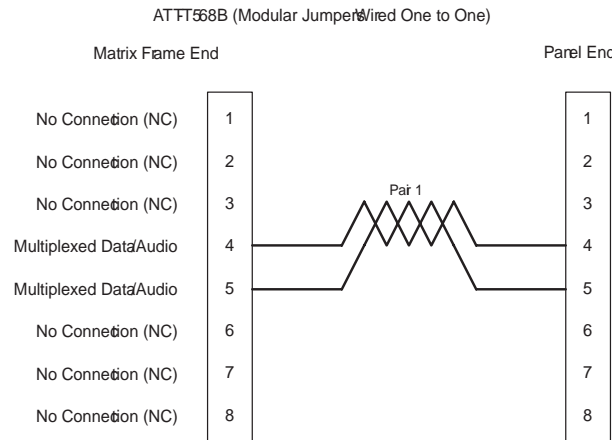 ATT-T568B (Modular Jumpers Wired One to One)
Matrix Frame End
Panel End
No Connection (NC) 1 1
No Connection (NC) 2 2
No Connection (NC) 3 Pair 1 3
Multiplexed Data/Audio 4 4
Multiplexed Data/Audio 5 5
No Connection (NC) 6 6
No Connection (NC) 7 7
No Connection (NC) 8 8